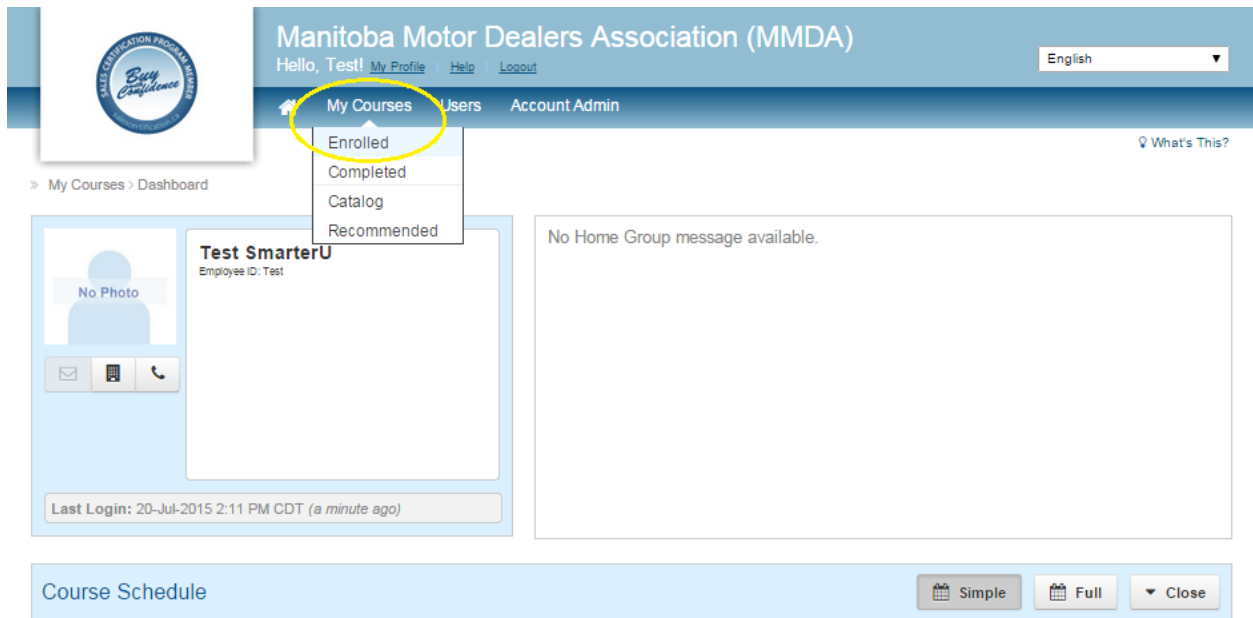 SALES CERTIFICATION PROGRAM MEMBER
Buy
with
Confidence
salescertification.ca
Manitoba Motor Dealers Association (MMDA)
Hello, Test! My Profile | Help | Logout
English
My Courses Users Account Admin
Enrolled
Completed
Catalog
Recommended
What's This?
» My Courses > Dashboard
No Photo
Test SmarterU
Employee ID: Test
Last Login: 20-Jul-2015 2:11 PM CDT (a minute ago)
No Home Group message available.
Course Schedule
Simple
Full
Close